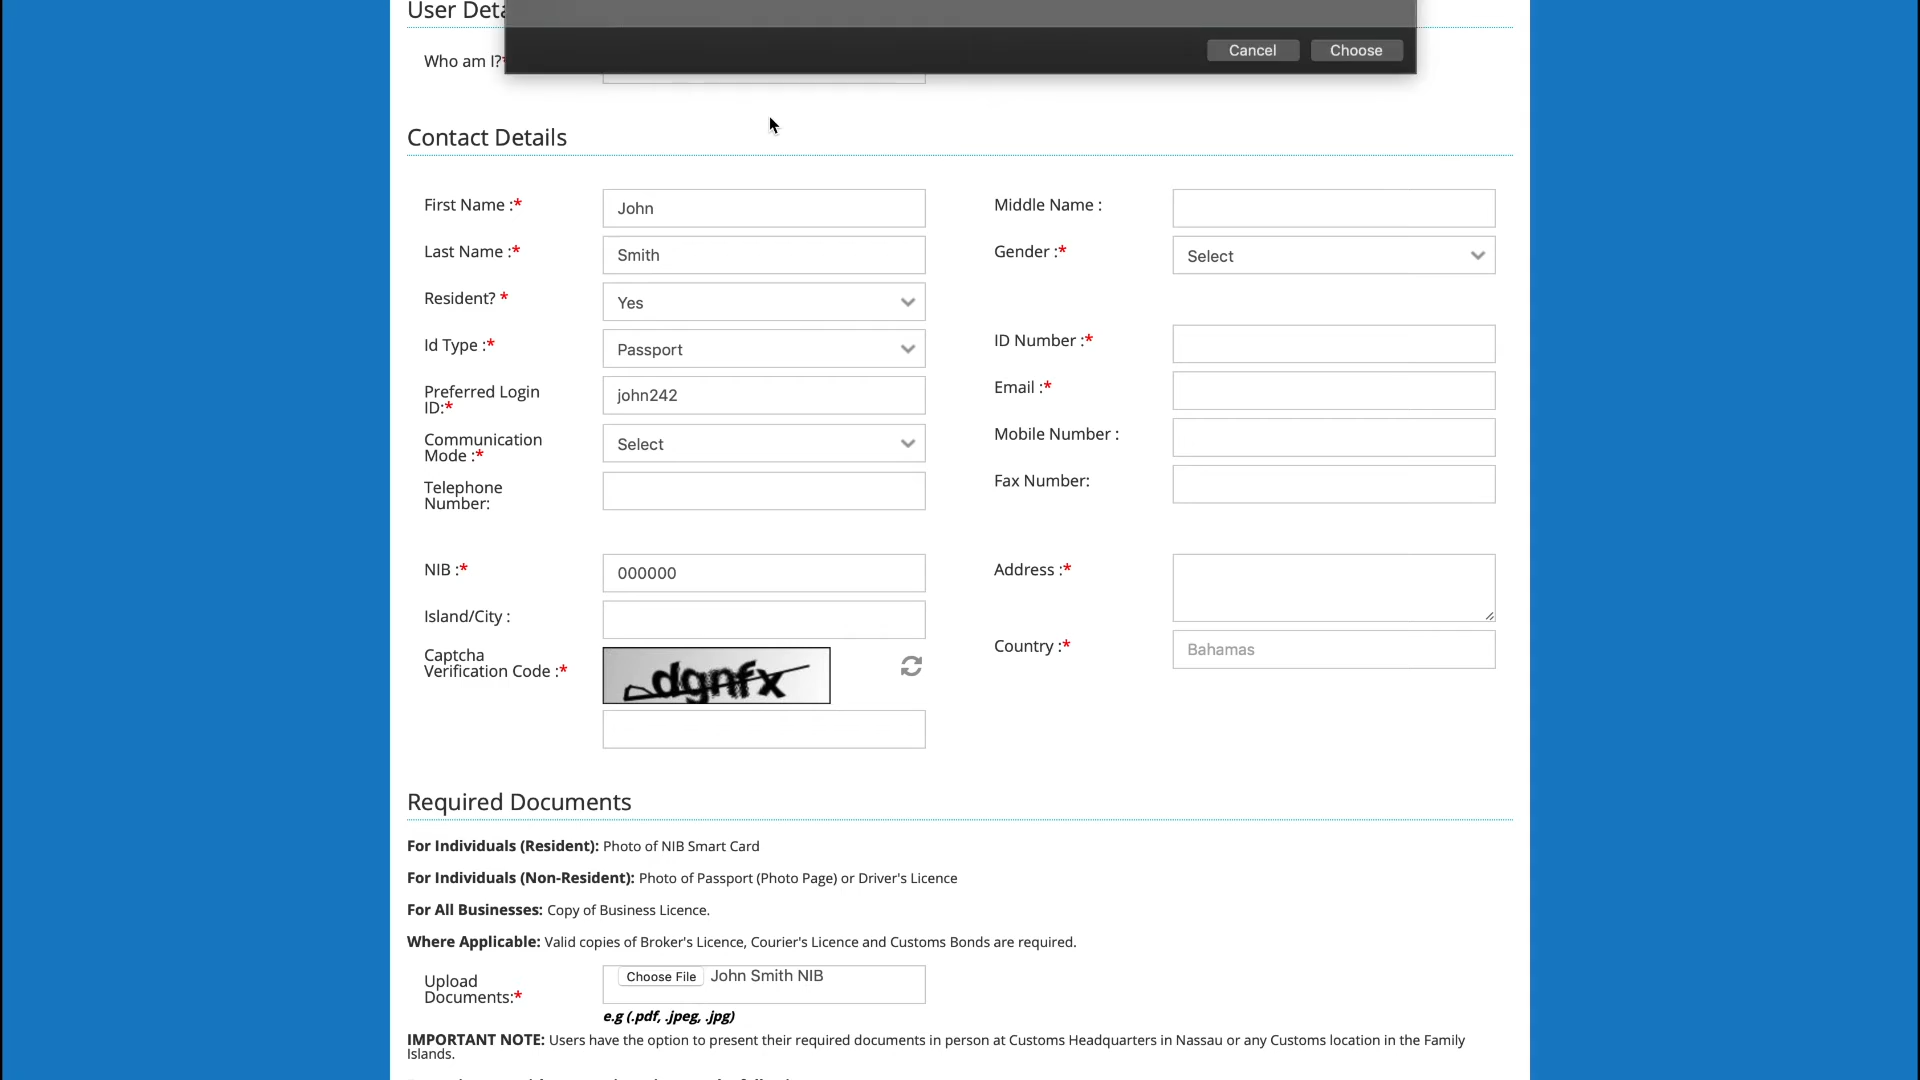 User Deta
Cancel
Choose
Who am I?*
Contact Details
First Name :*
John
Middle Name :
Last Name :*
Smith
Gender :*
Select
Resident? *
Yes
Id Type :*
Passport
ID Number :*
Preferred Login
ID:*
john242
Email :*
Communication
Mode :*
Select
Mobile Number :
Telephone
Number:
Fax Number:
NIB :*
000000
Address :*
Island/City :
Captcha
Verification Code :*
dgnfx
Country :*
Bahamas
Required Documents
For Individuals (Resident): Photo of NIB Smart Card
For Individuals (Non-Resident): Photo of Passport (Photo Page) or Driver's Licence
For All Businesses: Copy of Business Licence.
Where Applicable: Valid copies of Broker's Licence, Courier's Licence and Customs Bonds are required.
Upload
Documents:*
Choose File John Smith NIB
e.g (.pdf, .jpeg, .jpg)
IMPORTANT NOTE: Users have the option to present their required documents in person at Customs Headquarters in Nassau or any Customs location in the Family
Islands.